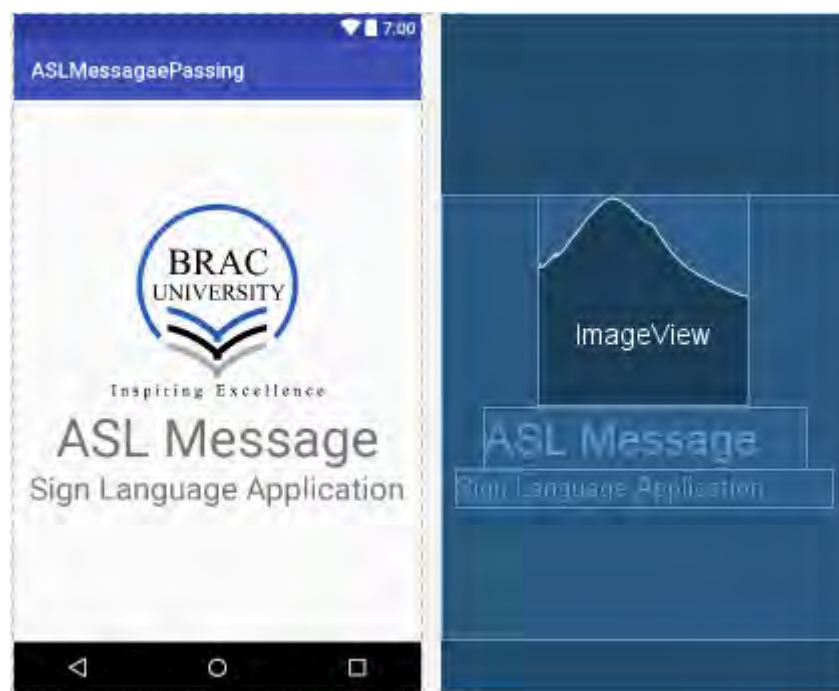 7:00
ASLMessagaePassing
BRAC
UNIVERSITY
Inspiring Excellence
ASL Message
Sign Language Application
ImageView
ASL Message
Sign Language Application